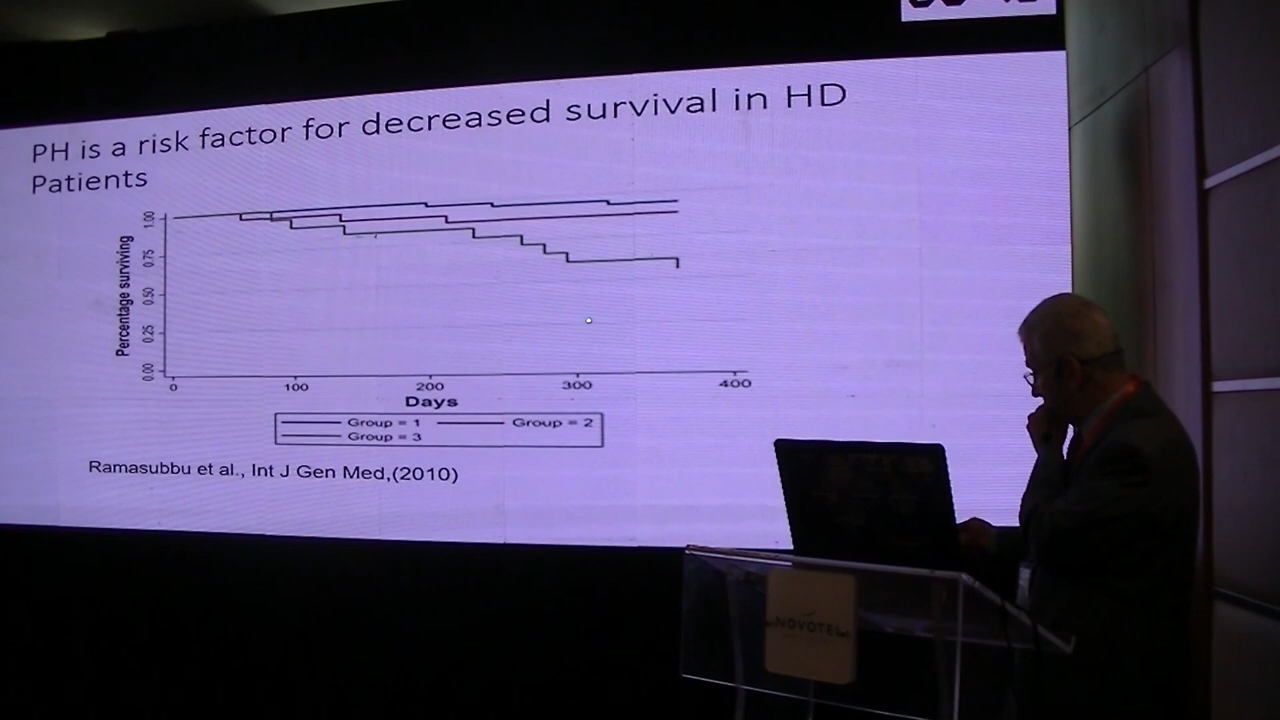 PH is a risk factor for decreased survival in HD
Patients
Percentage surviving
1.00
0.75
0.50
0.25
0.00
0 100 200 300 400
Days
Group = 1 Group = 2
Group = 3
Ramasubbu et al., Int J Gen Med,(2010)
NOVOTEL